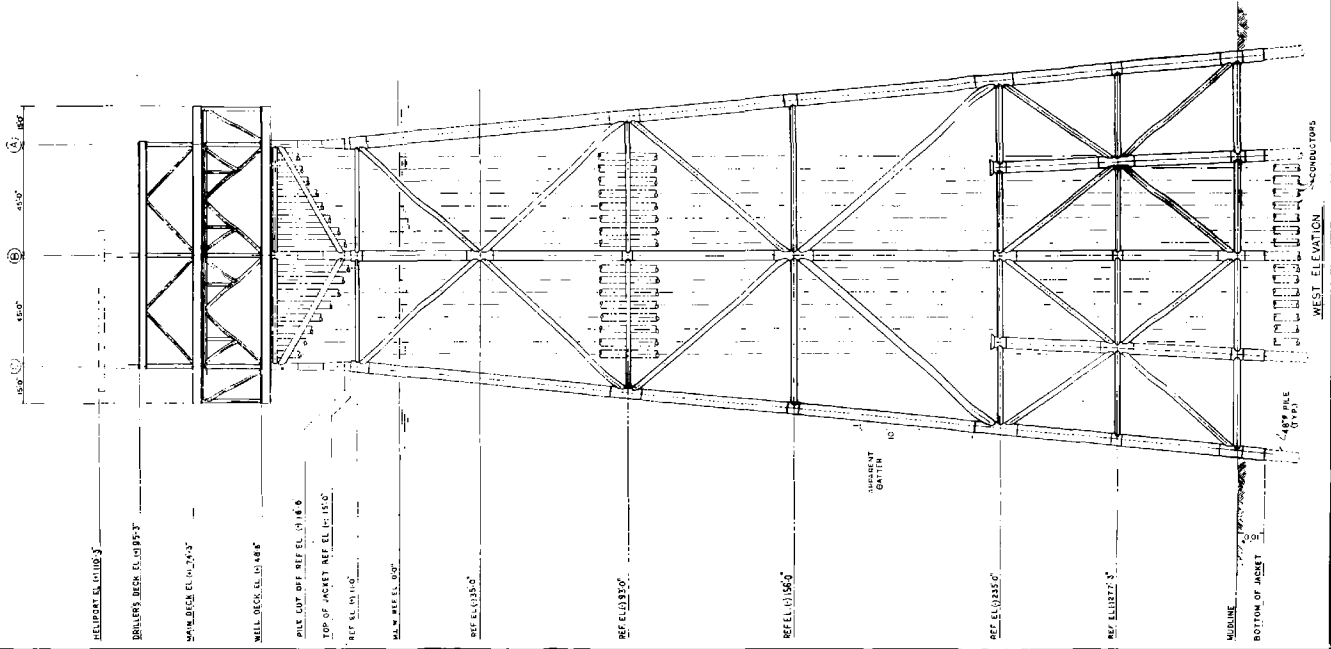 15'-0"
45'-0"
45'-0"
15'-0"
C
B
A
HELIPORT EL (+) 110'-3"
DRILLERS DECK EL (+) 95'-3"
MAIN DECK EL (+) 74'-3"
WELL DECK EL (+) 48'-6"
PILE CUT OFF REF EL (+) 16'-6
TOP OF JACKET REF EL (+) 15'-0"
REF EL (+) 11'-0"
M.L.W REF EL 0'-0"
REF EL (-) 35'-0"
REF EL (-) 93'-0"
REF EL (-) 156'-0"
APPARENT
BATTER
10
REF EL (-) 235'-0"
REF EL (-) 277'-3"
MUDLINE
BOTTOM OF JACKET
48"Ø PILE
(TYP.)
CONDUCTORS
WEST ELEVATION